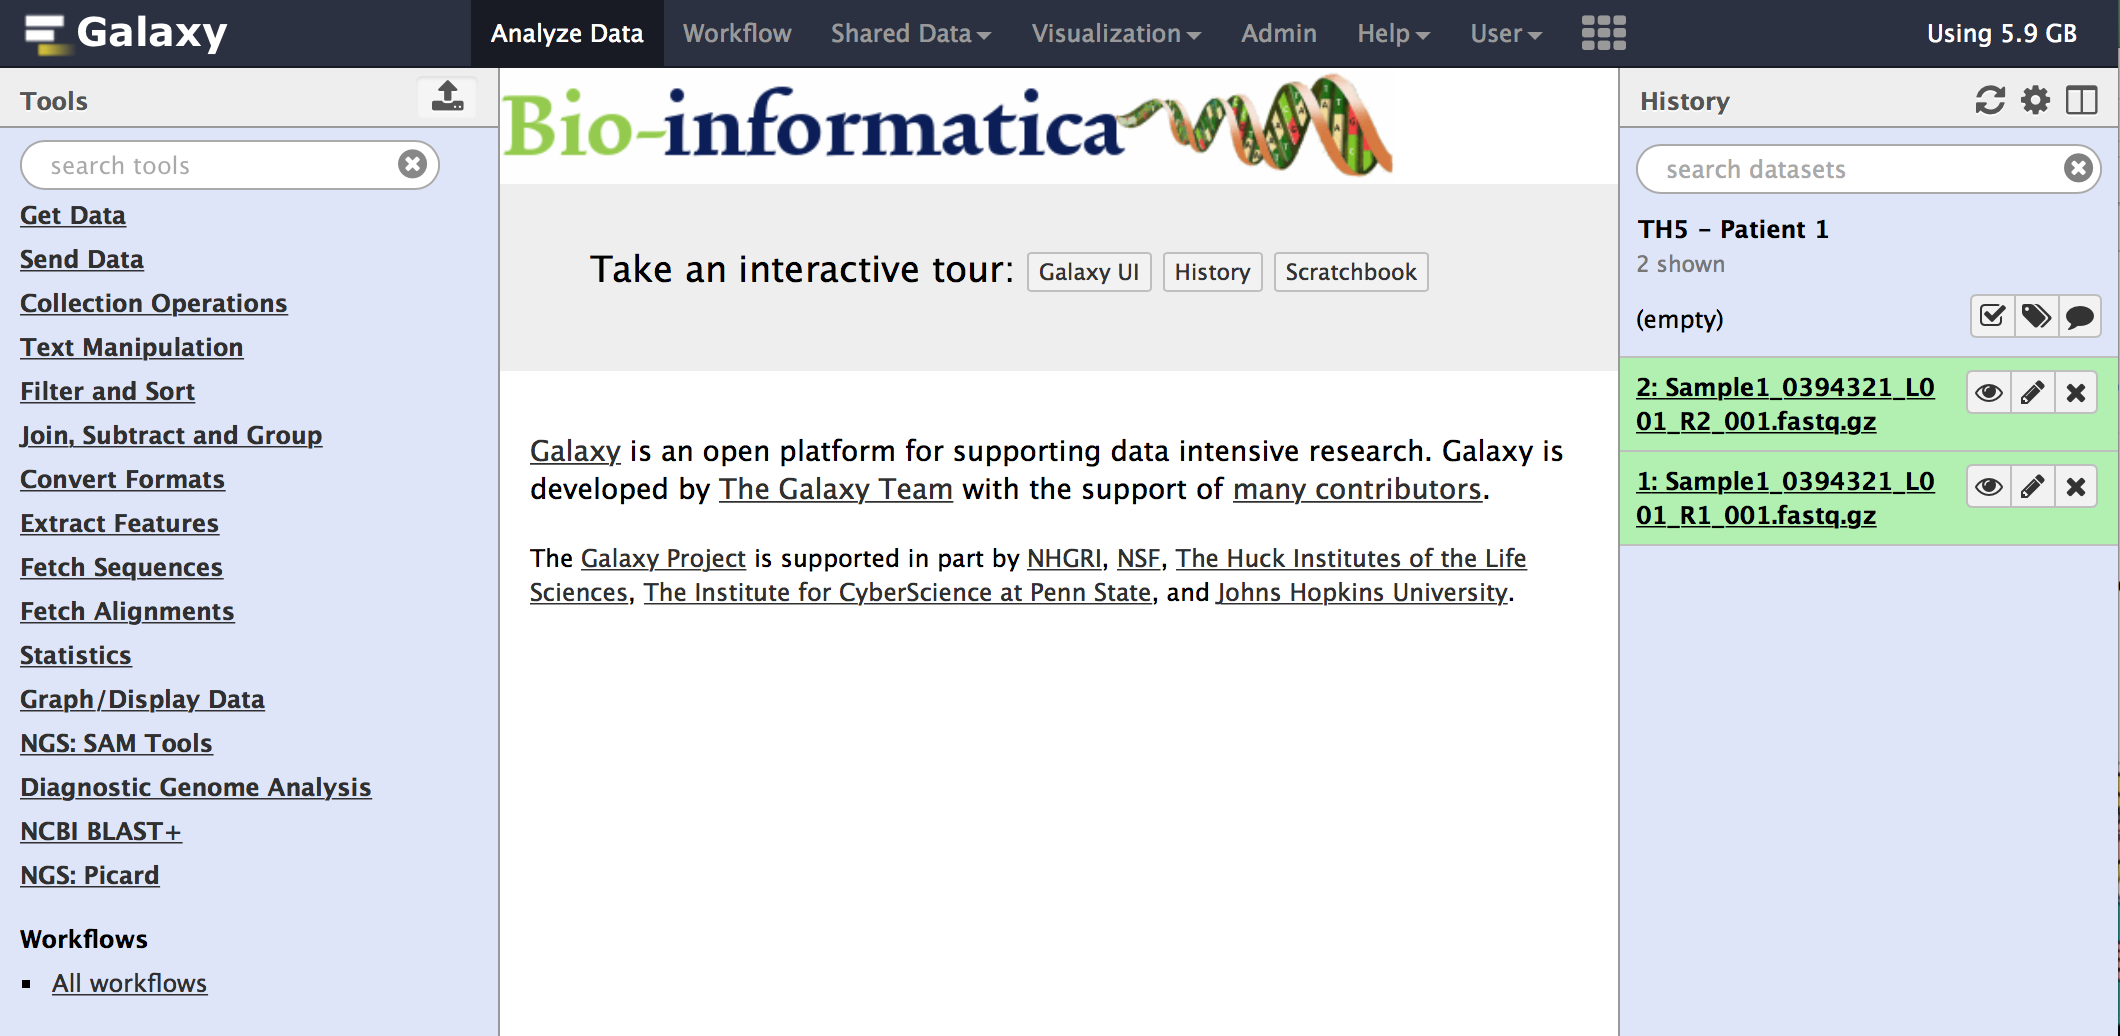 Galaxy
Analyze Data
Workflow
Shared Data
Visualization
Admin
Help
User
Using 5.9 GB
Tools
search tools
Get Data
Send Data
Collection Operations
Text Manipulation
Filter and Sort
Join, Subtract and Group
Convert Formats
Extract Features
Fetch Sequences
Fetch Alignments
Statistics
Graph/Display Data
NGS: SAM Tools
Diagnostic Genome Analysis
NCBI BLAST+
NGS: Picard
Workflows
All workflows
Bio-informatica
Take an interactive tour: Galaxy UI History Scratchbook
Galaxy is an open platform for supporting data intensive research. Galaxy is
developed by The Galaxy Team with the support of many contributors.
The Galaxy Project is supported in part by NHGRI, NSF, The Huck Institutes of the Life
Sciences, The Institute for CyberScience at Penn State, and Johns Hopkins University.
History
search datasets
TH5 - Patient 1
2 shown
(empty)
2: Sample1_0394321_L0
01_R2_001.fastq.gz
1: Sample1_0394321_L0
01_R1_001.fastq.gz